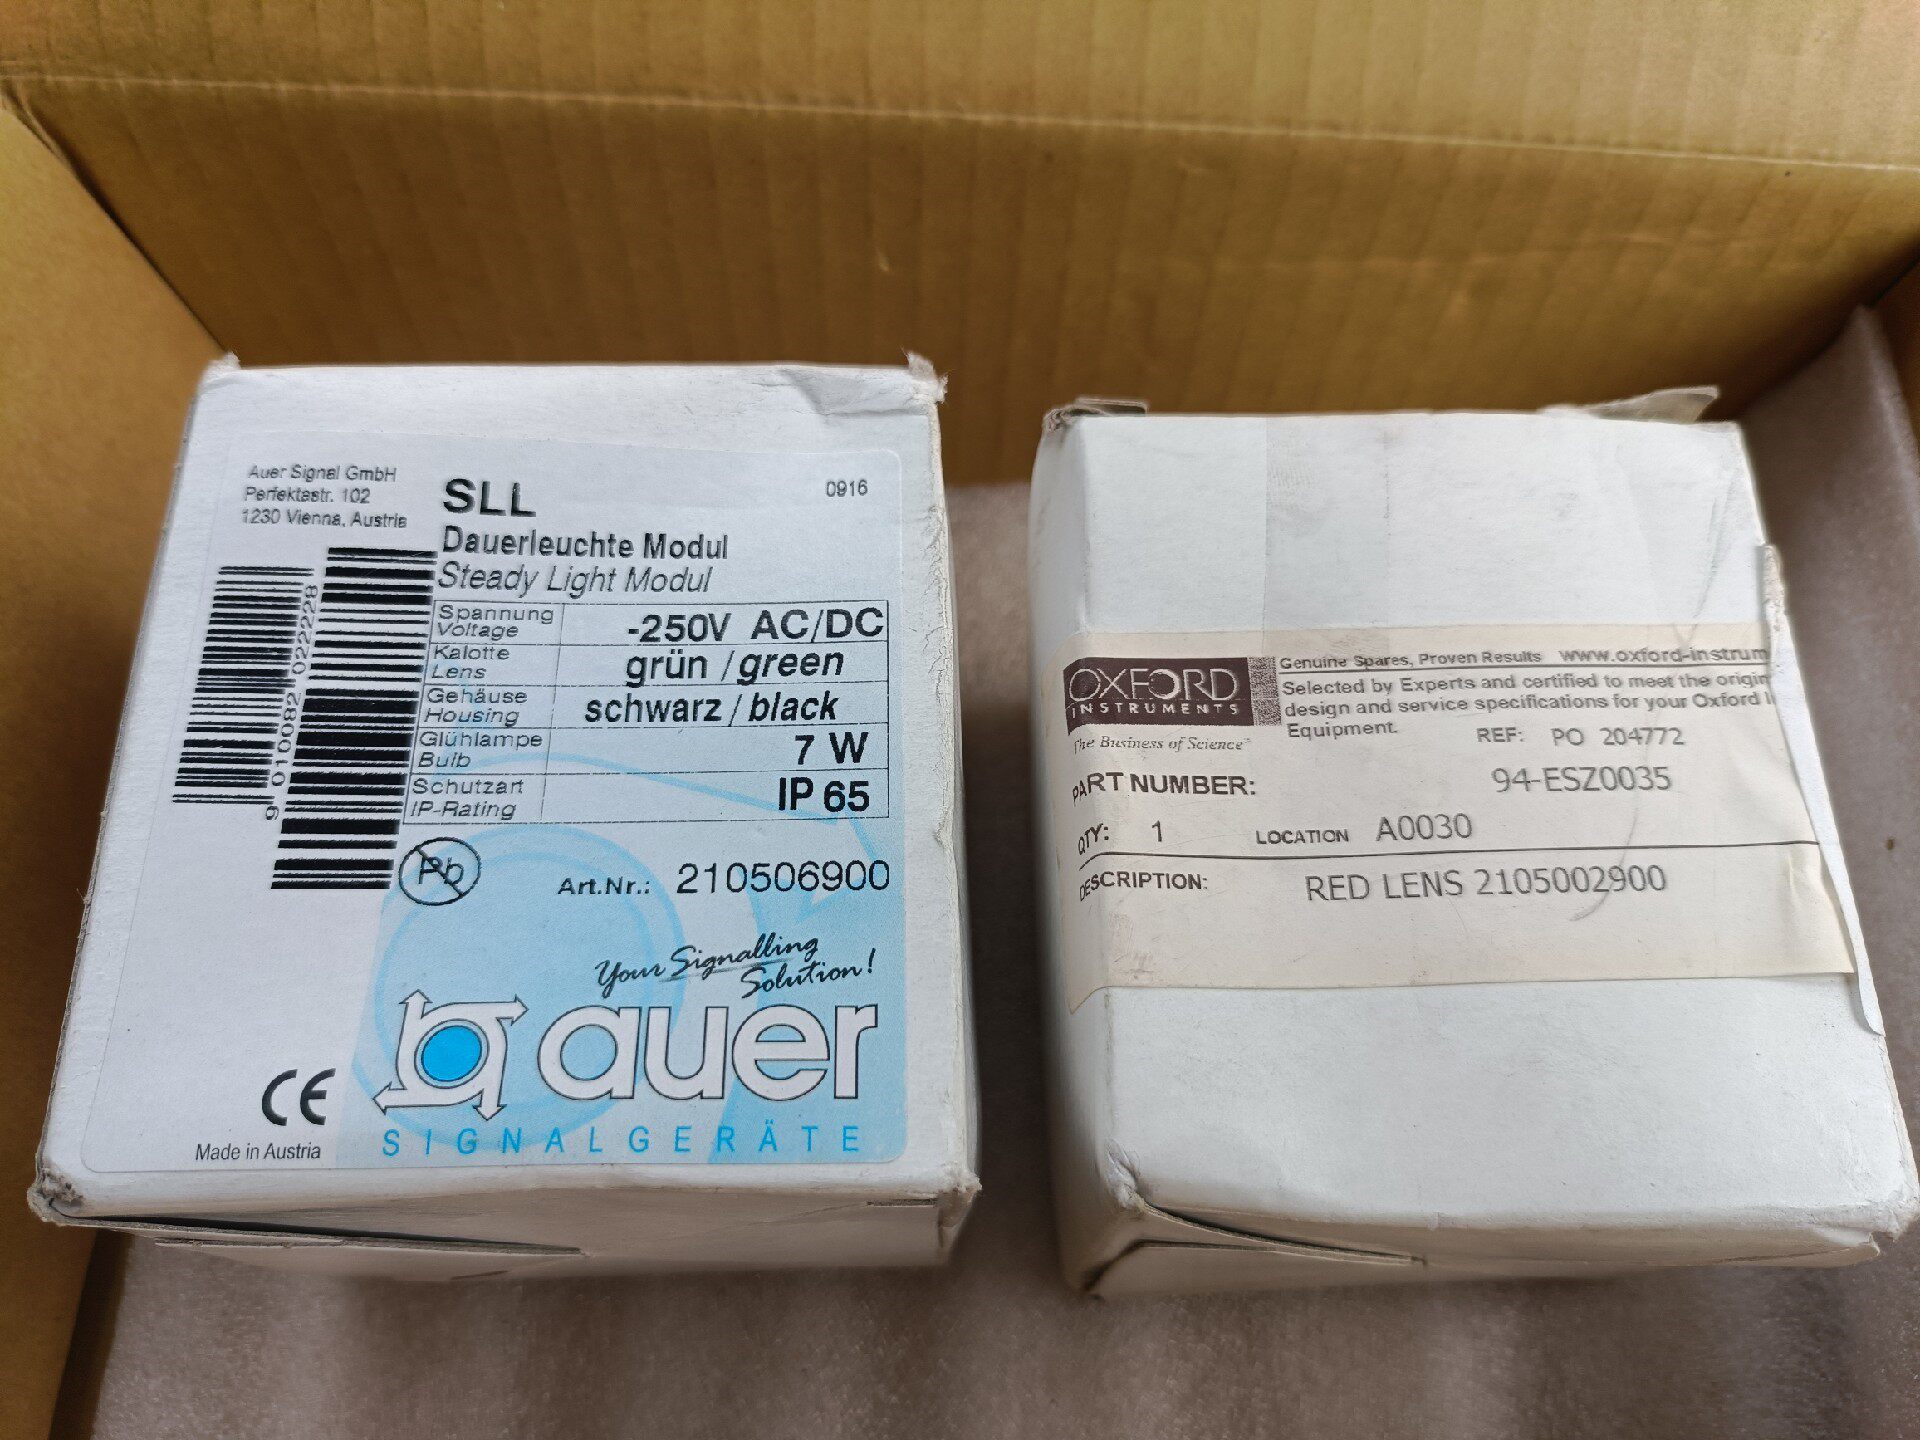 Auer Signal GmbH
Perfektastr. 102
1230 Vienna, Austria
SLL
0916
Dauerleuchte Modul
Steady Light Modul
Spannung
Voltage
-250V AC/DC
Kalotte
Lens
grün / green
Gehäuse
Housing
schwarz / black
Glühlampe
Bulb
7 W
Schutzart
IP-Rating
IP 65
9 010082 022228
Pb
Art.Nr.: 210506900
Your Signalling
Solution!
auer
SIGNALGERÄTE
CE
Made in Austria
OXFORD
INSTRUMENTS
The Business of Science
Genuine Spares, Proven Results www.oxford-instrum
Selected by Experts and certified to meet the origin
design and service specifications for your Oxford I
Equipment.
REF: PO 204772
PART NUMBER: 94-ESZ0035
QTY: 1 LOCATION A0030
DESCRIPTION: RED LENS 2105002900